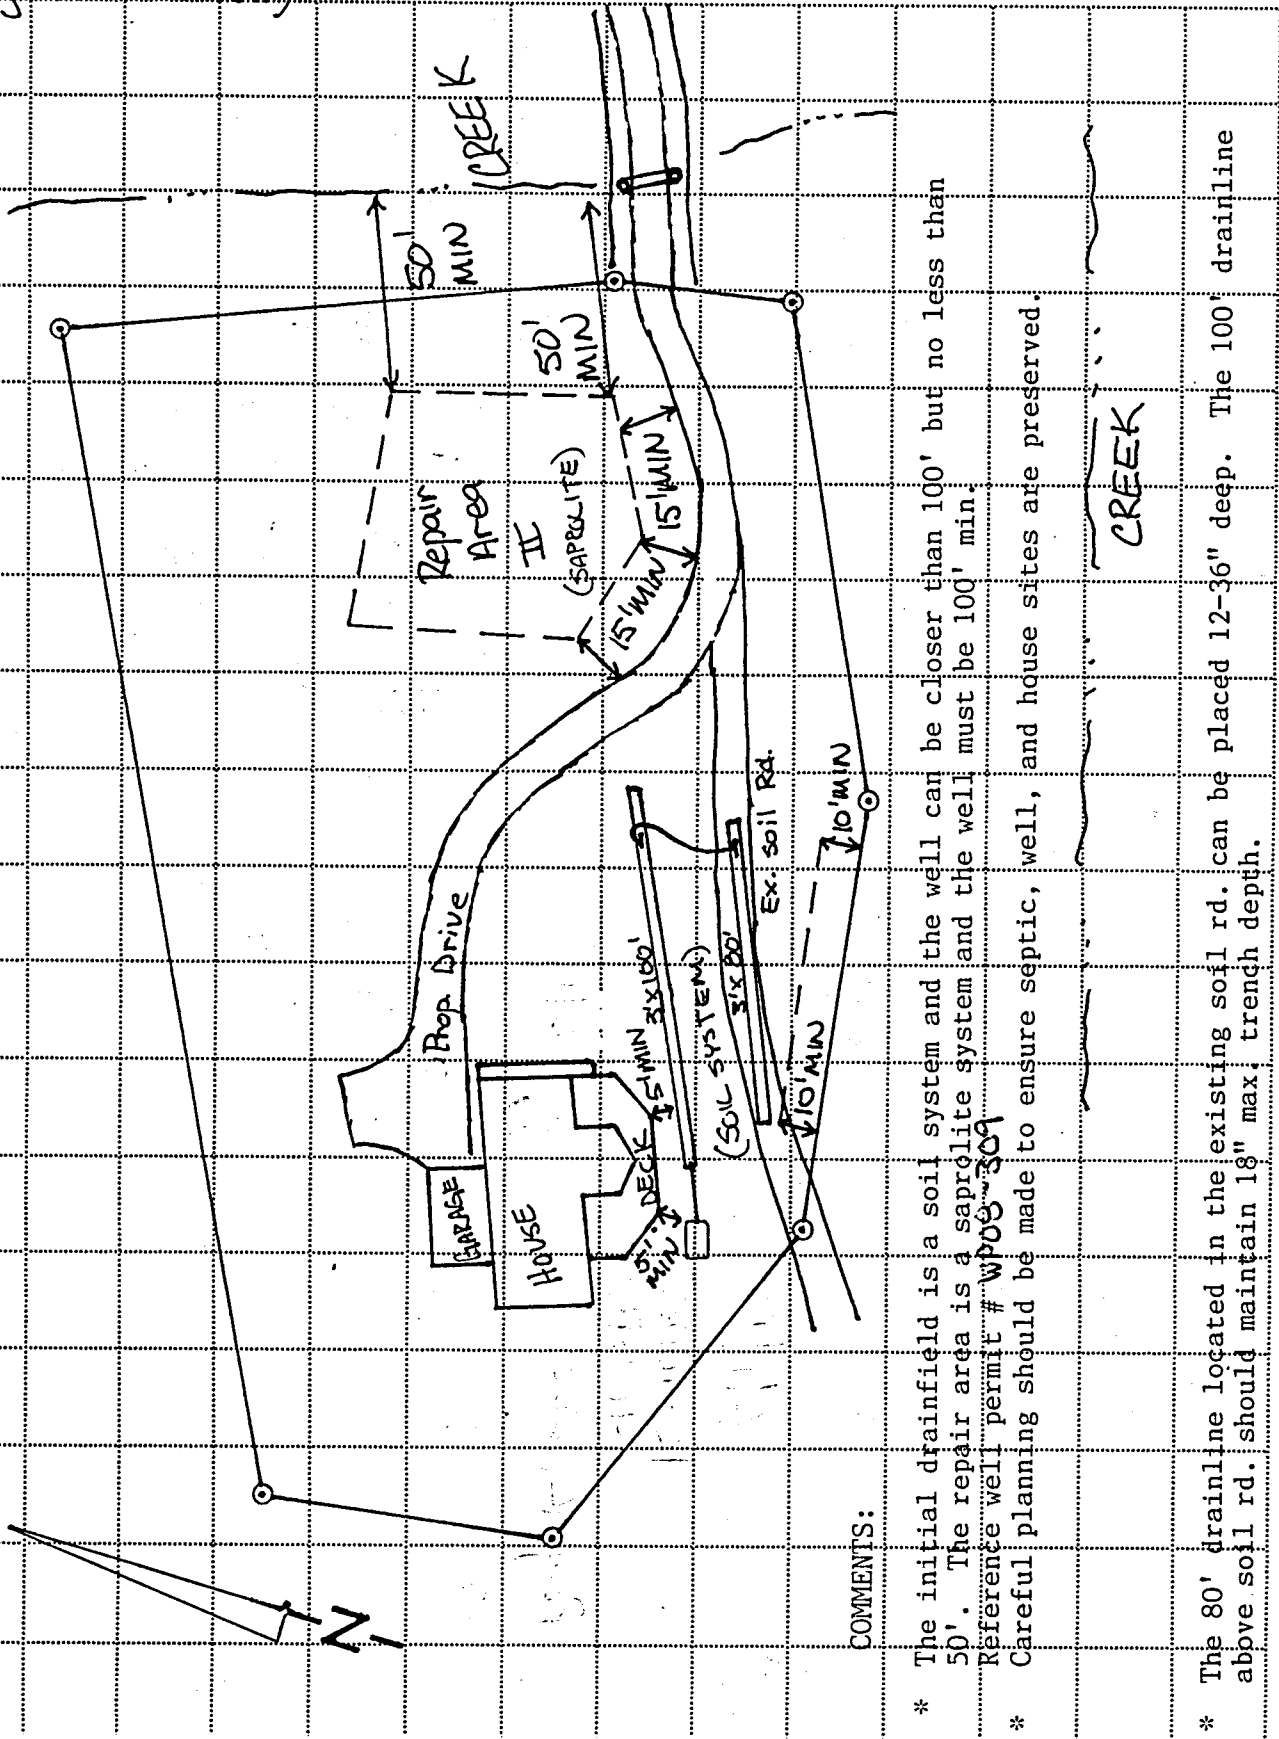 CREEK
50'
MIN
50'
MIN
Repair
Area
II
(SAPROLITE)
15'MIN
15'MIN
Prop Drive
GARAGE
HOUSE
DECK
5'MIN
3'x100'
5'
MIN
(SOIL SYSTEM)
3'x80'
Ex. Soil Rd.
10'MIN
10'MIN
N
COMMENTS:
* The initial drainfield is a soil system and the well can be closer than 100' but no less than
50'. The repair area is a saprolite system and the well must be 100' min.
Reference well permit # WP08-309
* Careful planning should be made to ensure septic, well, and house sites are preserved.
CREEK
* The 80' drainline located in the existing soil rd. can be placed 12-36" deep. The 100' drainline
above soil rd. should maintain 18" max. trench depth.